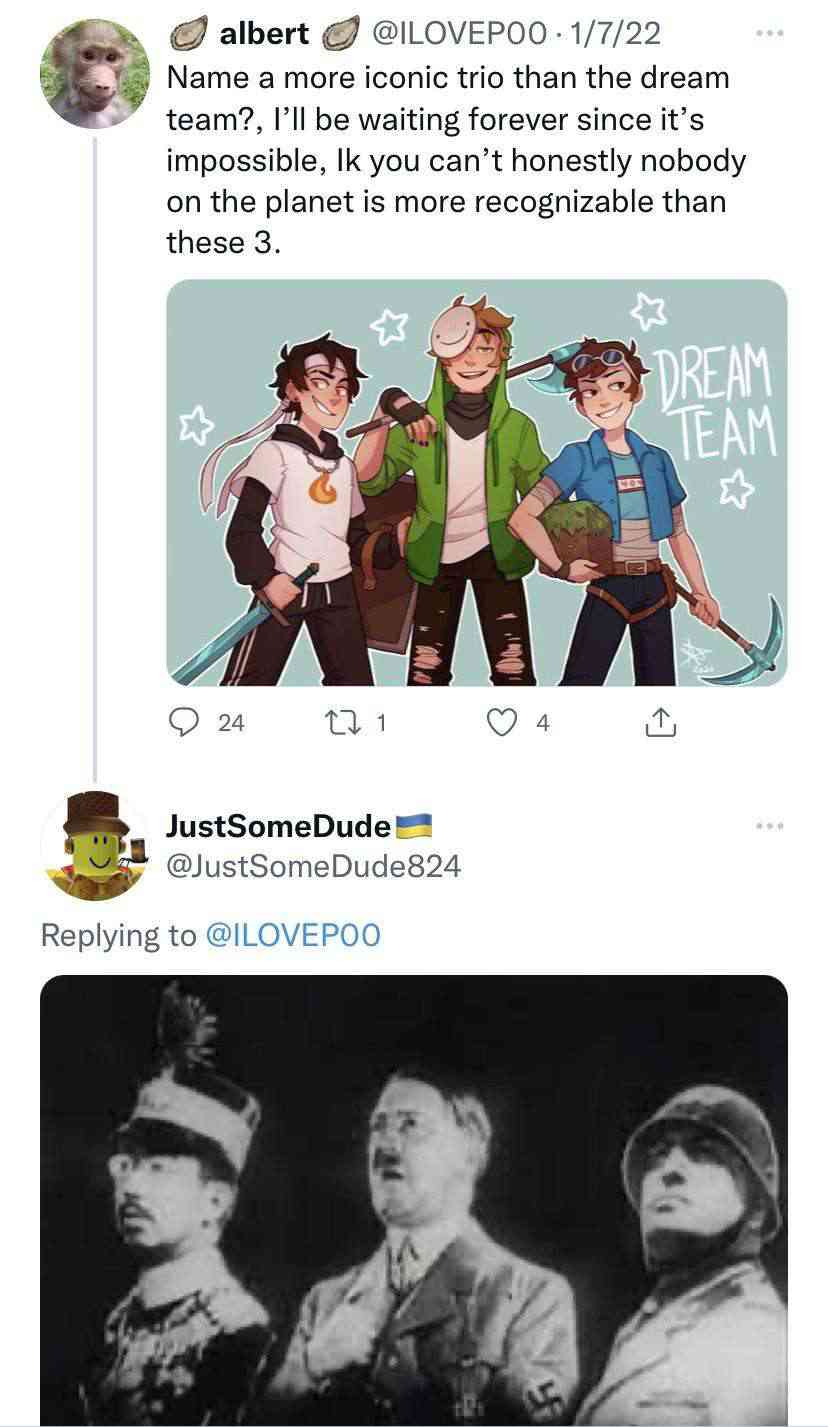 albert @ILOVEPOO · 1/7/22
Name a more iconic trio than the dream
team?, I’ll be waiting forever since it’s
impossible, Ik you can’t honestly nobody
on the planet is more recognizable than
these 3.
DREAM
TEAM
404
24 1 4
JustSomeDude
@JustSomeDude824
Replying to @ILOVEPOO